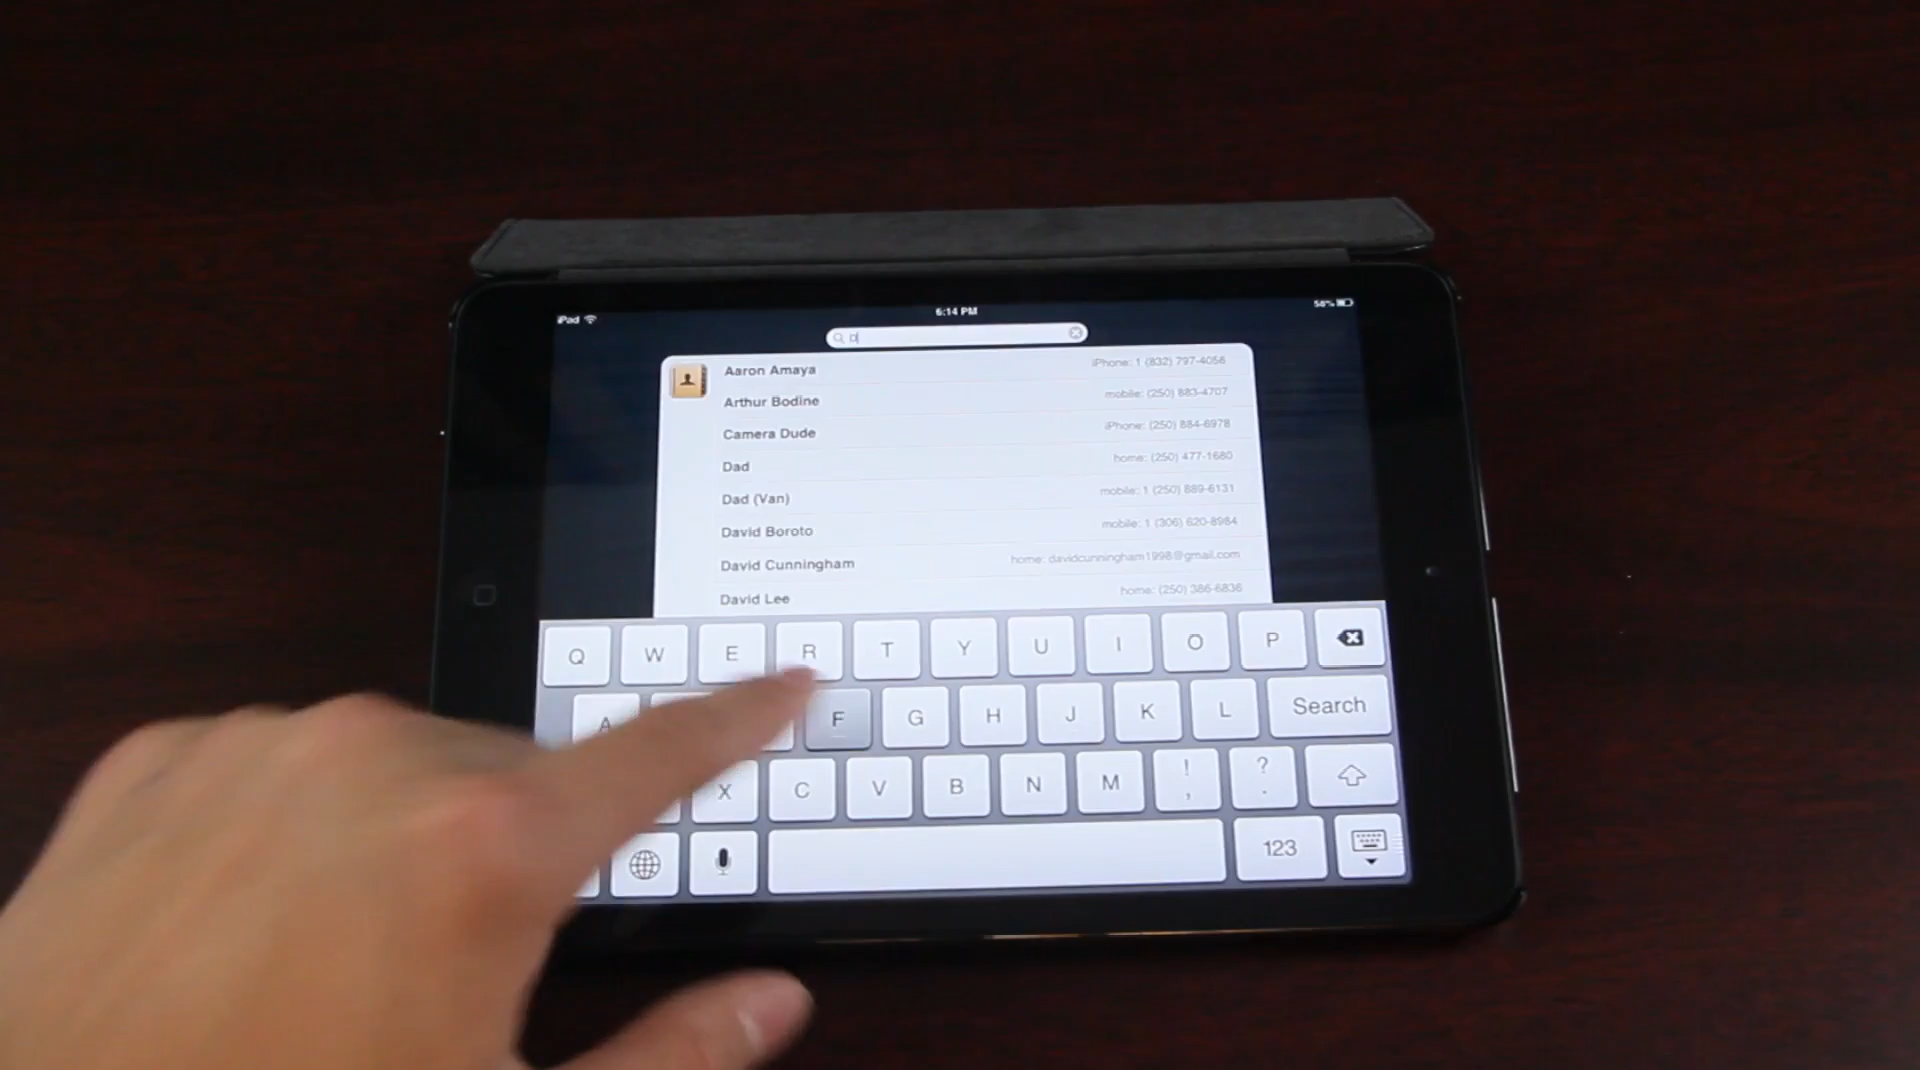 iPad
6:14 PM
58%
D
Aaron Amaya iPhone: 1 (832) 797-4056
Arthur Bodine mobile: (250) 883-4707
Camera Dude iPhone: (250) 884-6978
Dad home: (250) 477-1680
Dad (Van) mobile: 1 (250) 889-6131
David Boroto mobile: 1 (306) 620-8984
David Cunningham home: davidcunningham1998@gmail.com
David Lee home: (250) 386-6836
Q W E R T Y U I O P
A F G H J K L Search
X C V B N M ! , ? .
123